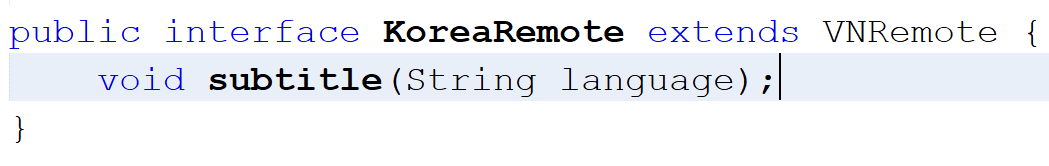 public interface KoreaRemote extends VNRemote {
    void subtitle(String language);
}